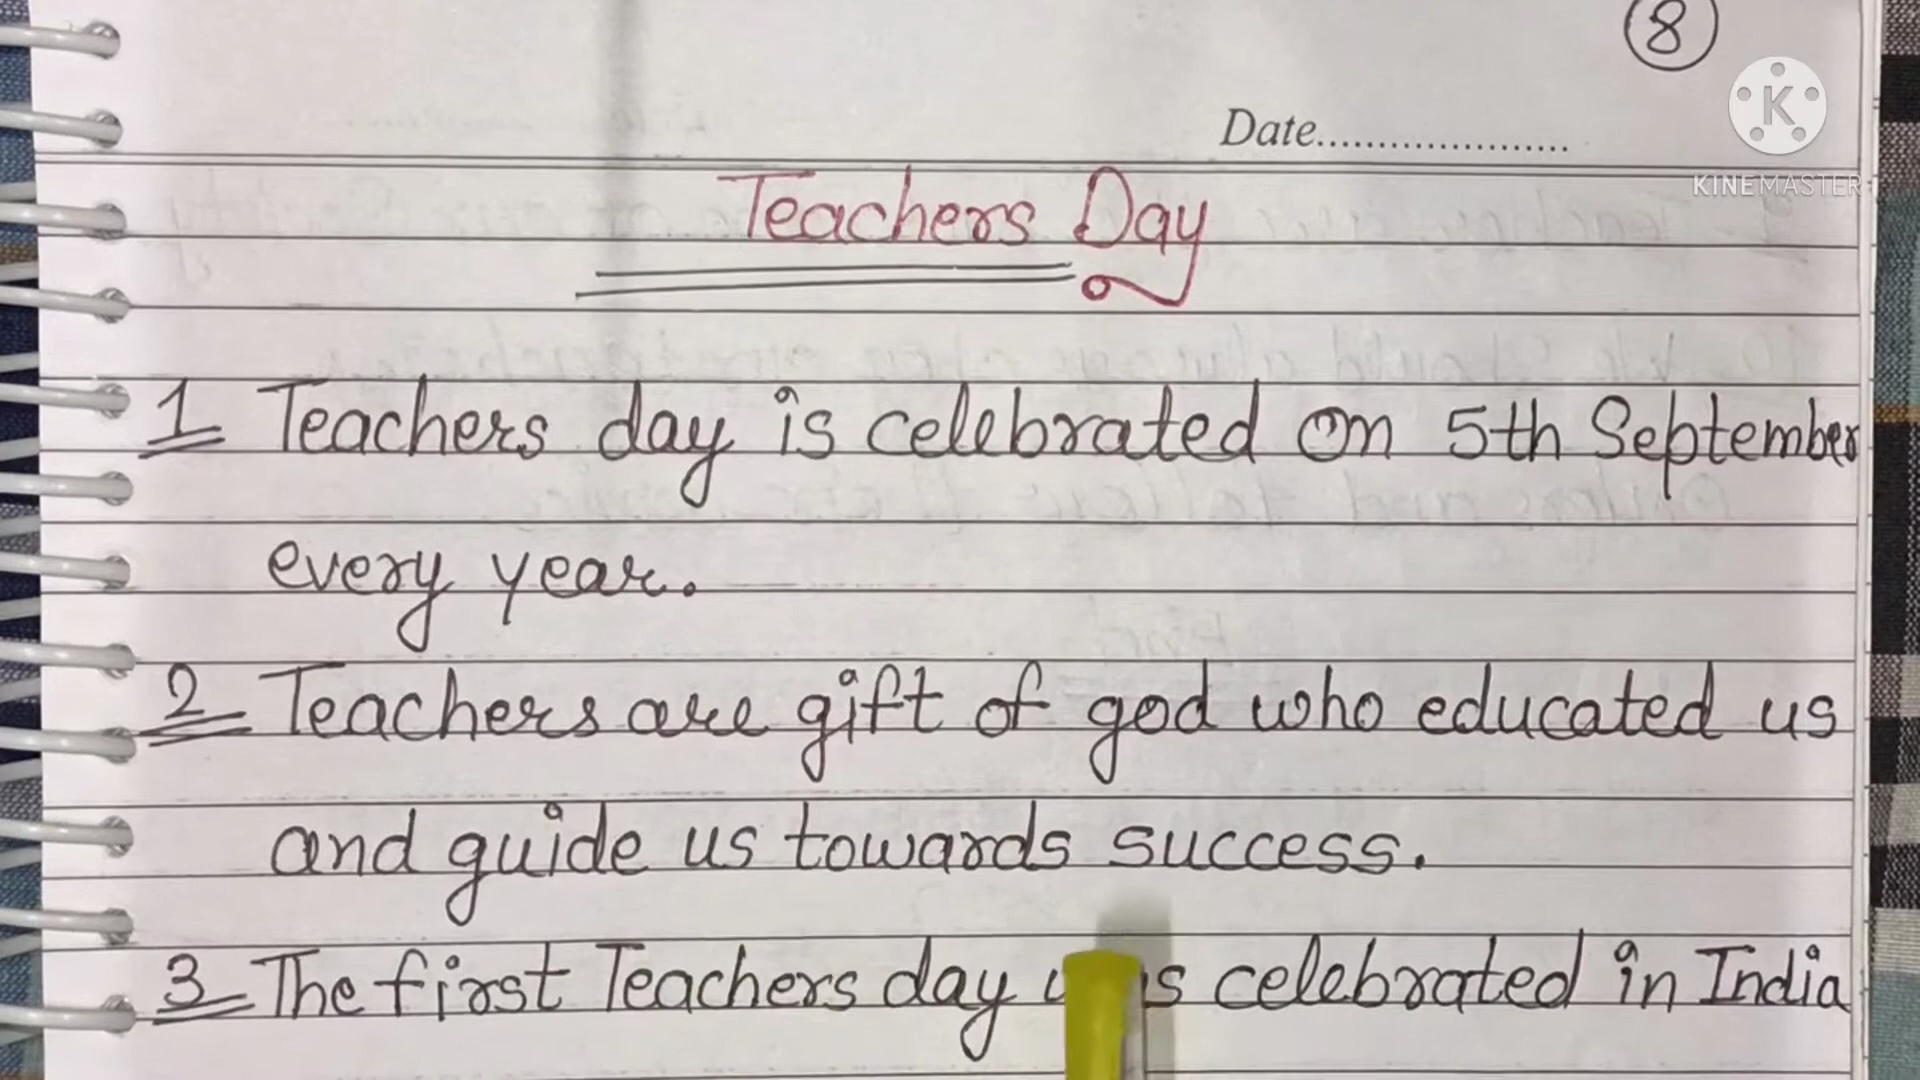 8
Date.....................
KINEMASTER
Teachers Day
1 Teachers day is celebrated on 5th September
every year.
2 Teachers are gift of god who educated us
and guide us towards success.
3 The first Teachers day celebrated in India